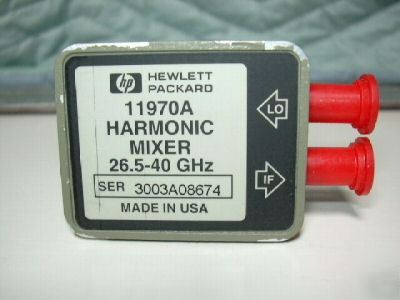 hp HEWLETT
PACKARD
11970A
HARMONIC
MIXER
26.5-40 GHz
SER 3003A08674
MADE IN USA
LO
IF